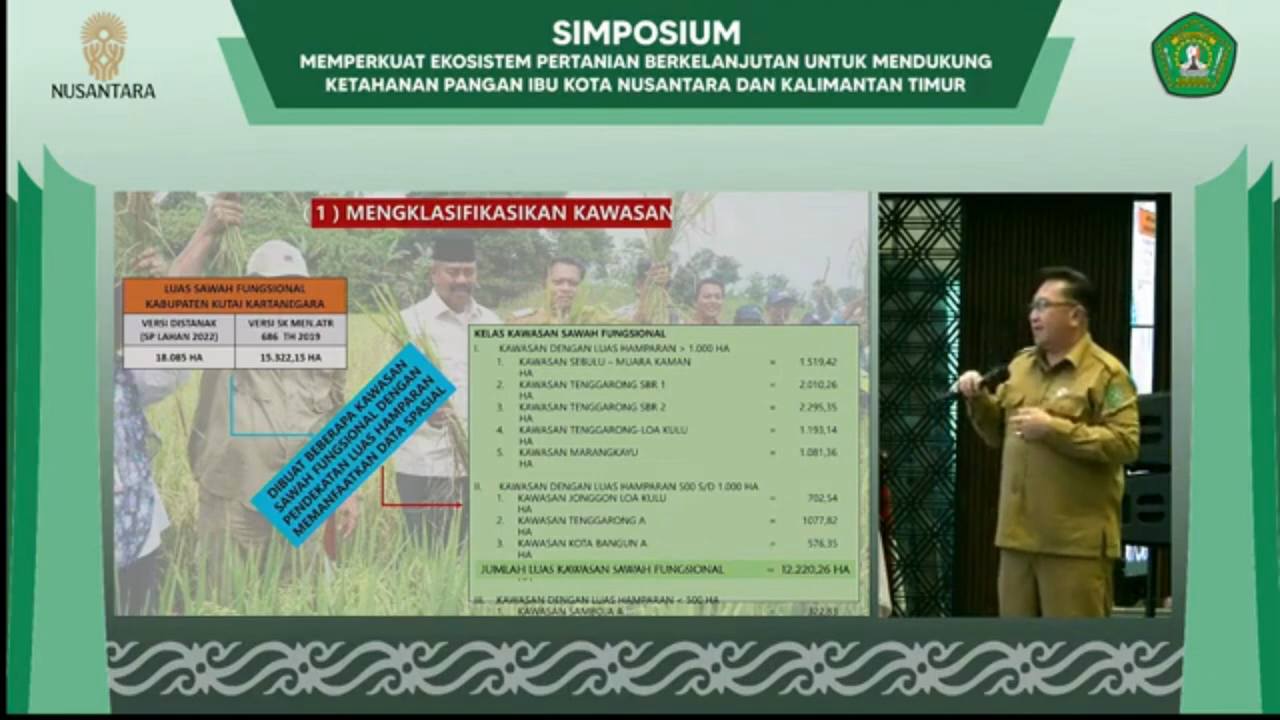 SIMPOSIUM
MEMPERKUAT EKOSISTEM PERTANIAN BERKELANJUTAN UNTUK MENDUKUNG
KETAHANAN PANGAN IBU KOTA NUSANTARA DAN KALIMANTAN TIMUR
NUSANTARA
( 1 ) MENGKLASIFIKASIKAN KAWASAN
LUAS SAWAH FUNGSIONAL
KABUPATEN KUTAI KARTANEGARA
VERSI DISTANAK
(SP LAHAN 2022)
VERSI SK MEN.ATR
686 TH 2019
18.085 HA
15.322,15 HA
DIBUAT BEBERAPA KAWASAN
SAWAH FUNGSIONAL DENGAN
PENDEKATAN LUAS HAMPARAN
MEMANFAATKAN DATA SPASIAL
KELAS KAWASAN SAWAH FUNGSIONAL
I. KAWASAN DENGAN LUAS HAMPARAN > 1.000 HA
1. KAWASAN SEBULU – MUARA KAMAN = 1.519,42
HA
2. KAWASAN TENGGARONG SBR 1 = 2.010,26
HA
3. KAWASAN TENGGARONG SBR 2 = 2.295,35
HA
4. KAWASAN TENGGARONG-LOA KULU = 1.193,14
HA
5. KAWASAN MARANGKAYU = 1.081,36
HA
II. KAWASAN DENGAN LUAS HAMPARAN 500 S/D 1.000 HA
1. KAWASAN JONGGON LOA KULU = 702,54
HA
2. KAWASAN TENGGARONG A = 1077,82
HA
3. KAWASAN KOTA BANGUN A = 576,35
HA
JUMLAH LUAS KAWASAN SAWAH FUNGSIONAL = 12.220,26 HA
III. KAWASAN DENGAN LUAS HAMPARAN < 500 HA
1. KAWASAN SAMBOJA A = 322,83